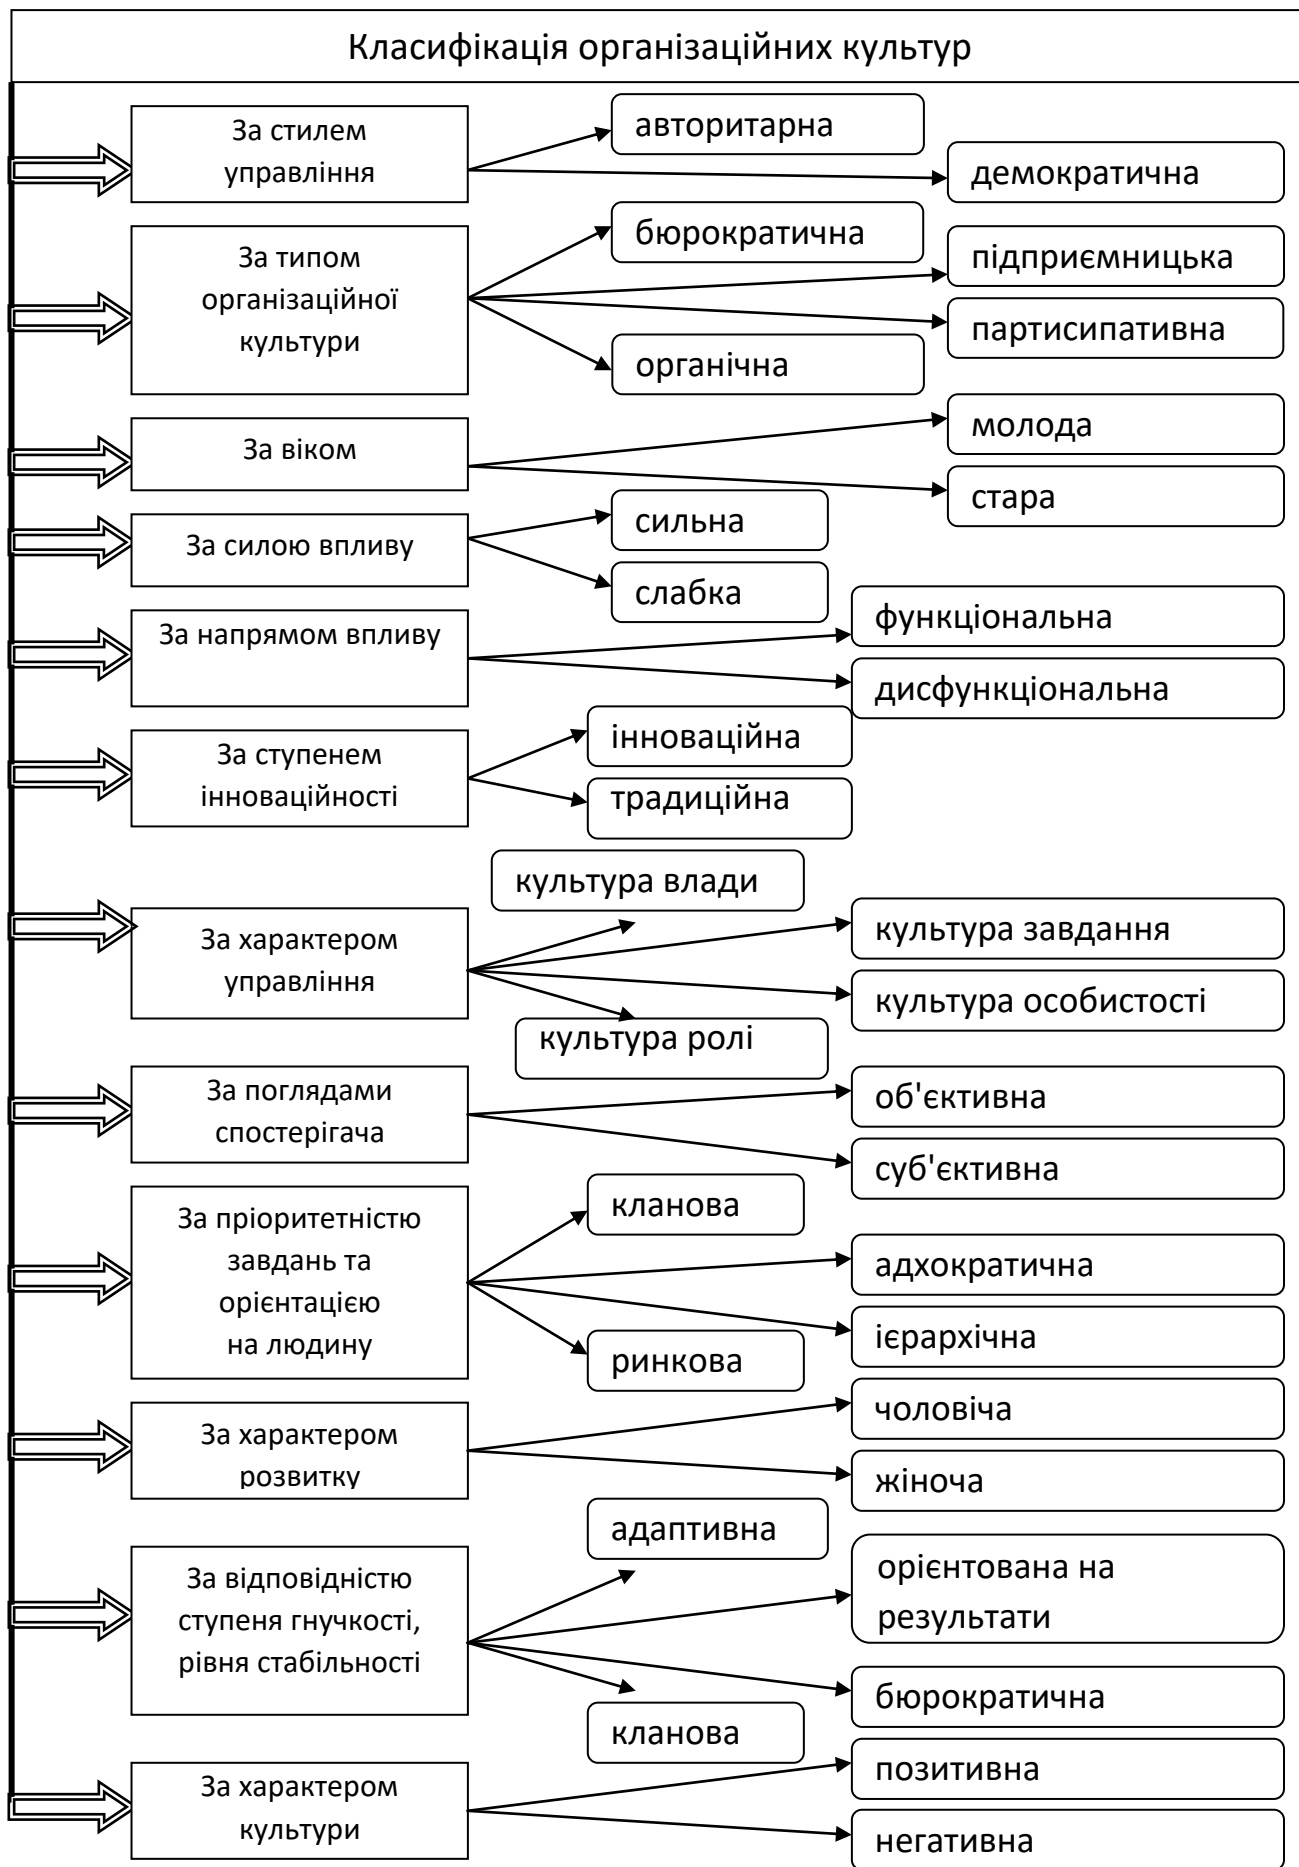 Класифікація організаційних культур
За стилем
управління
авторитарна
демократична
За типом
організаційної
культури
бюрократична
підприємницька
партисипативна
органічна
За віком
молода
стара
За силою впливу
сильна
слабка
За напрямом впливу
функціональна
дисфункціональна
За ступенем
інноваційності
інноваційна
традиційна
За характером
управління
культура влади
культура завдання
культура особистості
культура ролі
За поглядами
спостерігача
об'єктивна
суб'єктивна
За пріоритетністю
завдань та
орієнтацією
на людину
кланова
адхократична
ієрархічна
ринкова
За характером
розвитку
чоловіча
жіноча
За відповідністю
ступеня гнучкості,
рівня стабільності
адаптивна
орієнтована на
результати
бюрократична
кланова
За характером
культури
позитивна
негативна